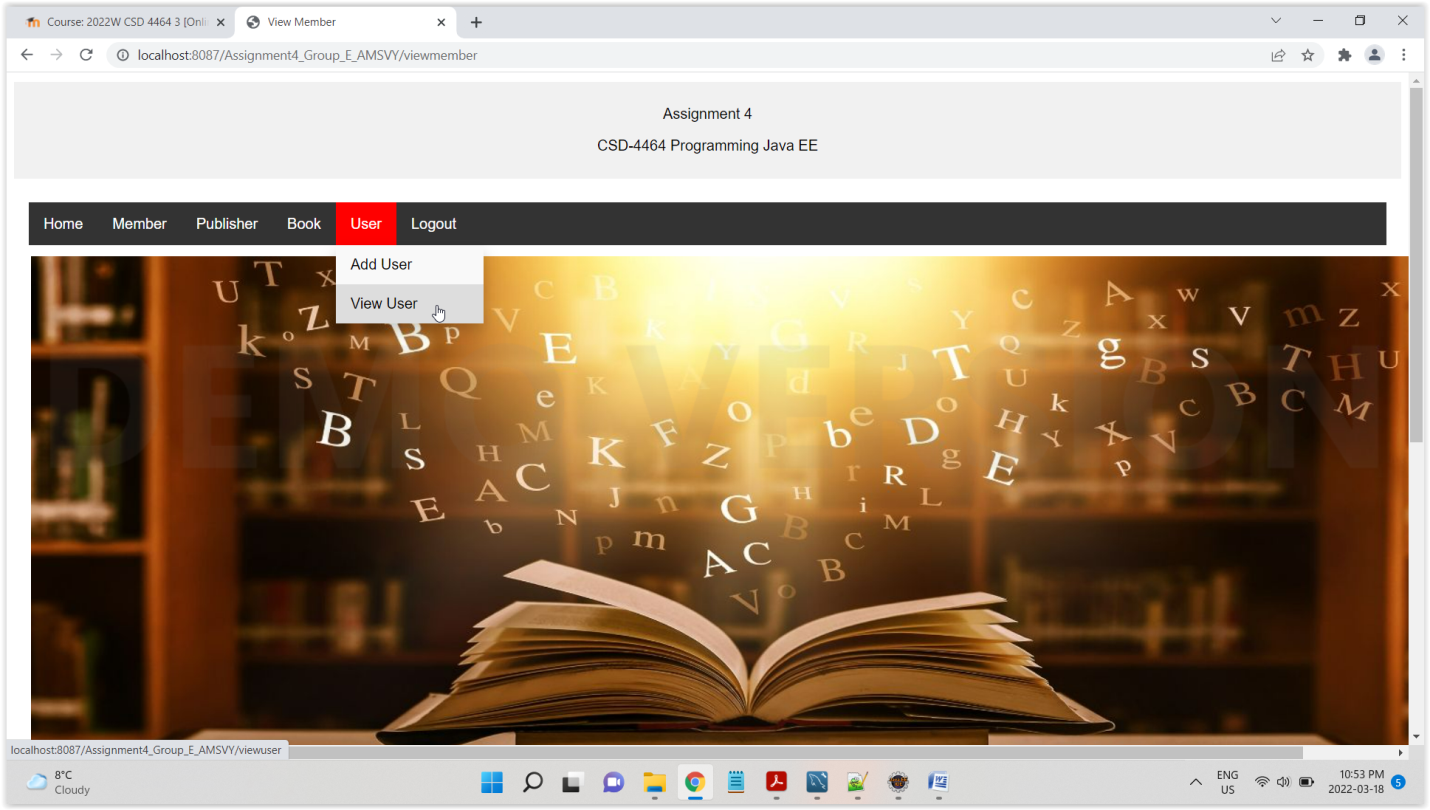 Course: 2022W CSD 4464 3 [Onli
View Member
localhost:8087/Assignment4_Group_E_AMSVY/viewmember
Assignment 4
CSD-4464 Programming Java EE
Home Member Publisher Book User Logout
Add User
View User
DEMO VERSION
localhost:8087/Assignment4_Group_E_AMSVY/viewuser
8°C
Cloudy
ENG
US
10:53 PM
2022-03-18
5